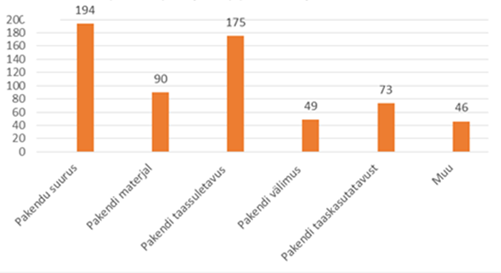 200
180
160
140
120
100
80
60
40
20
0
194
90
175
49
73
46
Pakendu suurus
Pakendi materjal
Pakendi taassuletavus
Pakendi välimus
Pakendi taaskasutatavust
Muu